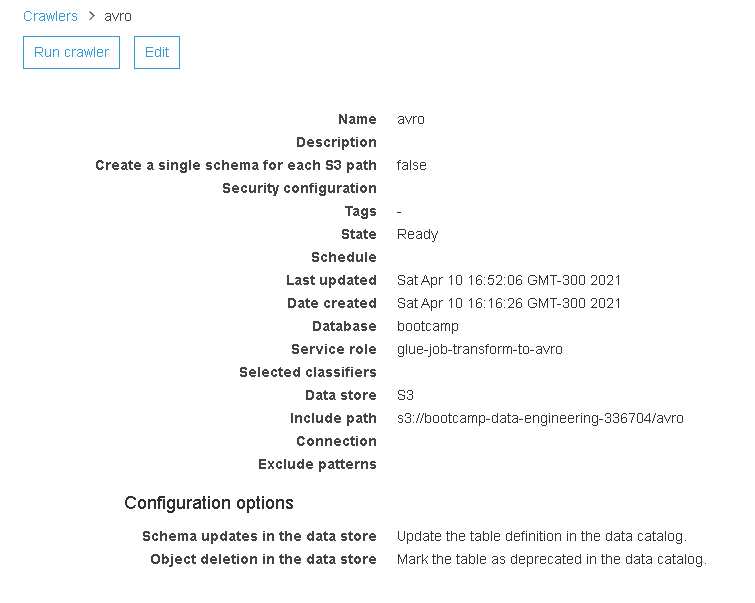 Crawlers > avro
Run crawler Edit
Name avro
Description
Create a single schema for each S3 path false
Security configuration
Tags -
State Ready
Schedule
Last updated Sat Apr 10 16:52:06 GMT-300 2021
Date created Sat Apr 10 16:16:26 GMT-300 2021
Database bootcamp
Service role glue-job-transform-to-avro
Selected classifiers
Data store S3
Include path s3://bootcamp-data-engineering-336704/avro
Connection
Exclude patterns
Configuration options
Schema updates in the data store Update the table definition in the data catalog.
Object deletion in the data store Mark the table as deprecated in the data catalog.